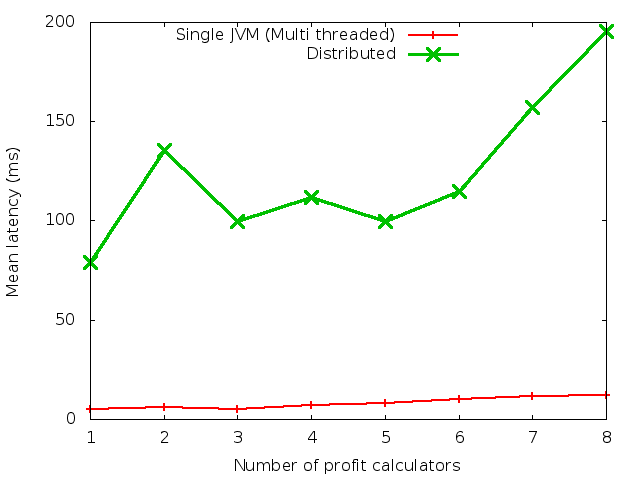 200
150
100
50
0
Mean latency (ms)
Single JVM (Multi threaded)
Distributed
1 2 3 4 5 6 7 8
Number of profit calculators